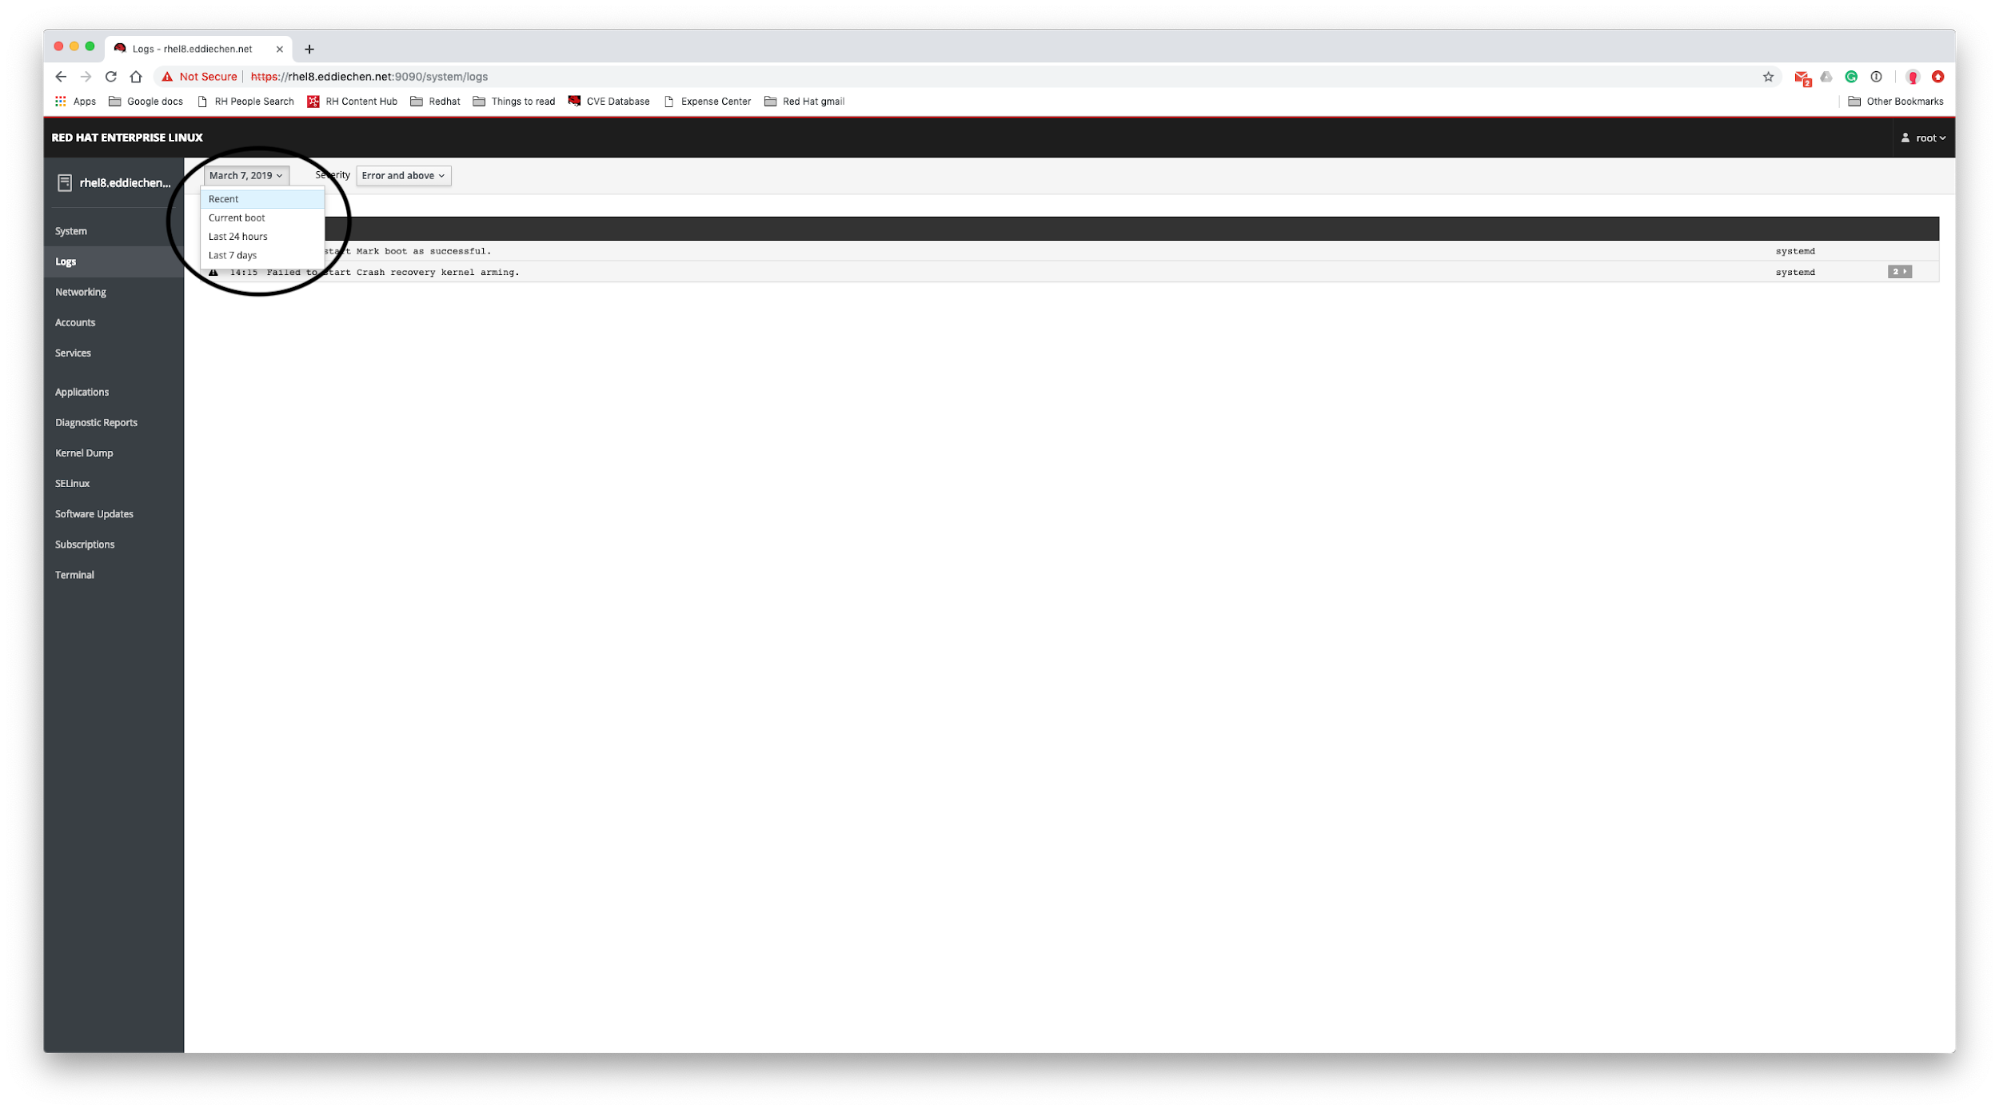 Logs - rhel8.eddiechen.net
Not Secure https://rhel8.eddiechen.net:9090/system/logs
2
Apps Google docs RH People Search RH Content Hub Redhat Things to read CVE Database Expense Center Red Hat gmail Other Bookmarks
RED HAT ENTERPRISE LINUX root
rhel8.eddiechen...
System
Logs
Networking
Accounts
Services
Applications
Diagnostic Reports
Kernel Dump
SELinux
Software Updates
Subscriptions
Terminal
March 7, 2019 Severity Error and above
Recent
Current boot
Last 24 hours
Last 7 days
start Mark boot as successful. systemd
14:15 Failed to start Crash recovery kernel arming. systemd 2